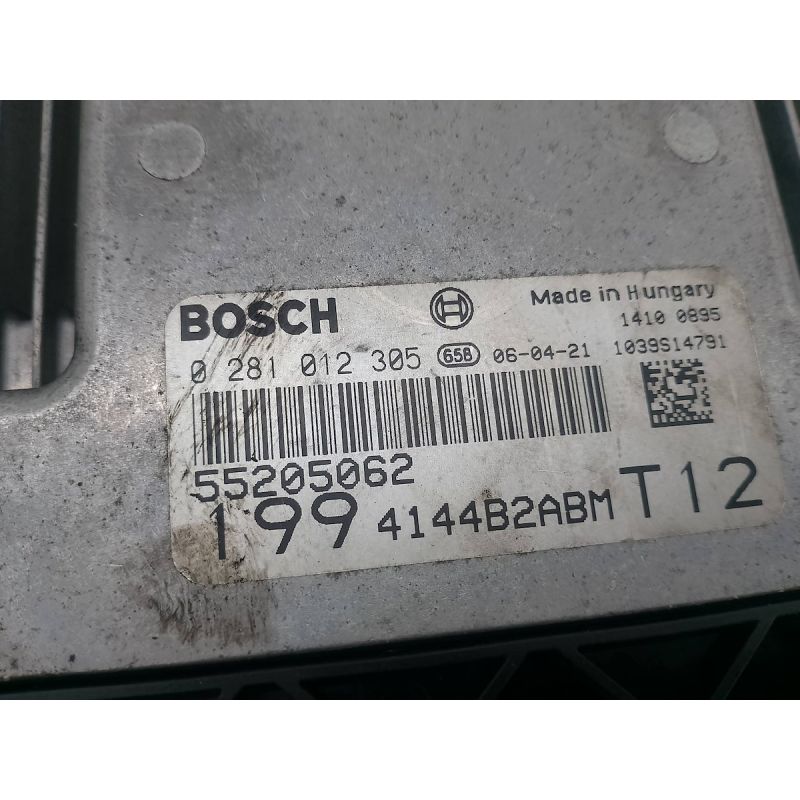 BOSCH Made in Hungary
1410 0895
0 281 012 305 658 06-04-21 1039S14791
55205062
199 4144B2ABM T12